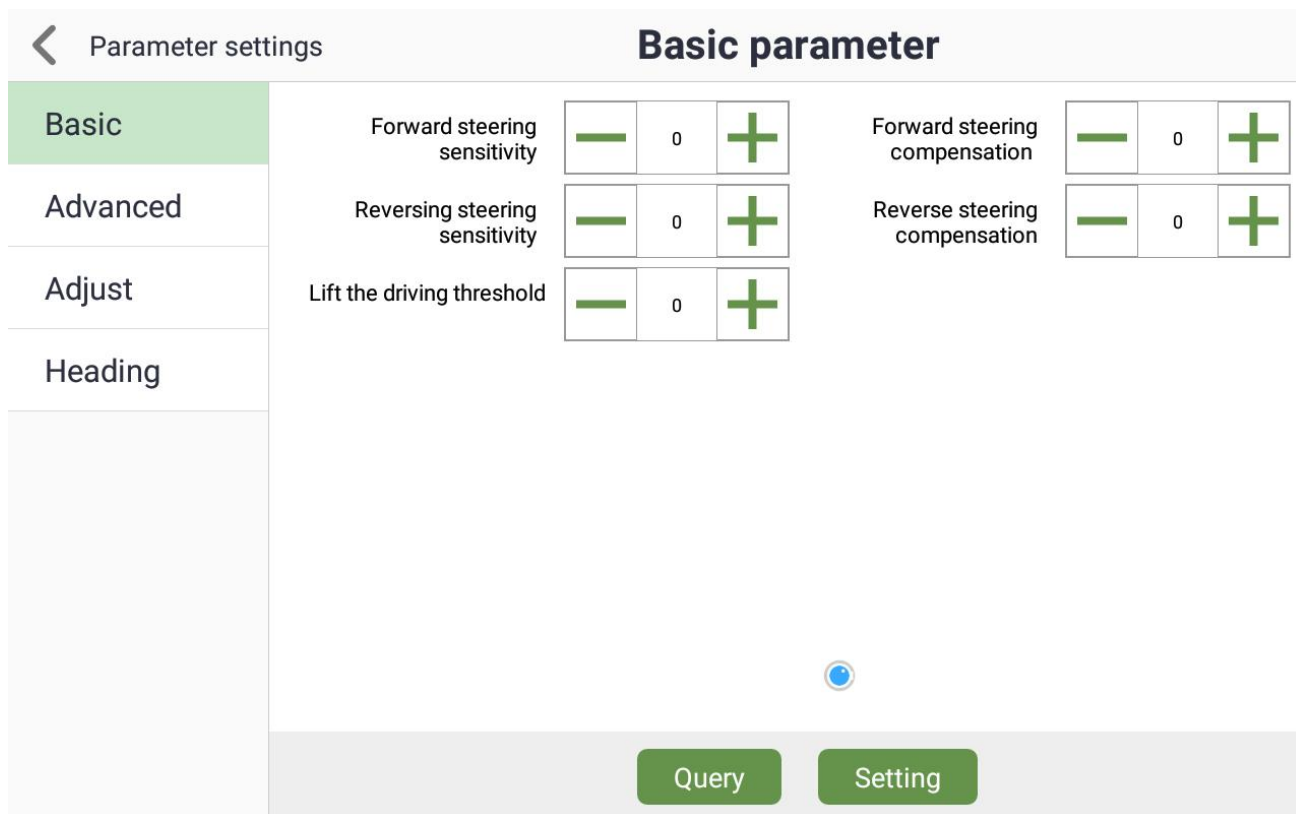 Parameter settings
Basic parameter
Basic
Advanced
Adjust
Heading
Forward steering
sensitivity
0
Forward steering
compensation
0
Reversing steering
sensitivity
0
Reverse steering
compensation
0
Lift the driving threshold
0
Query
Setting